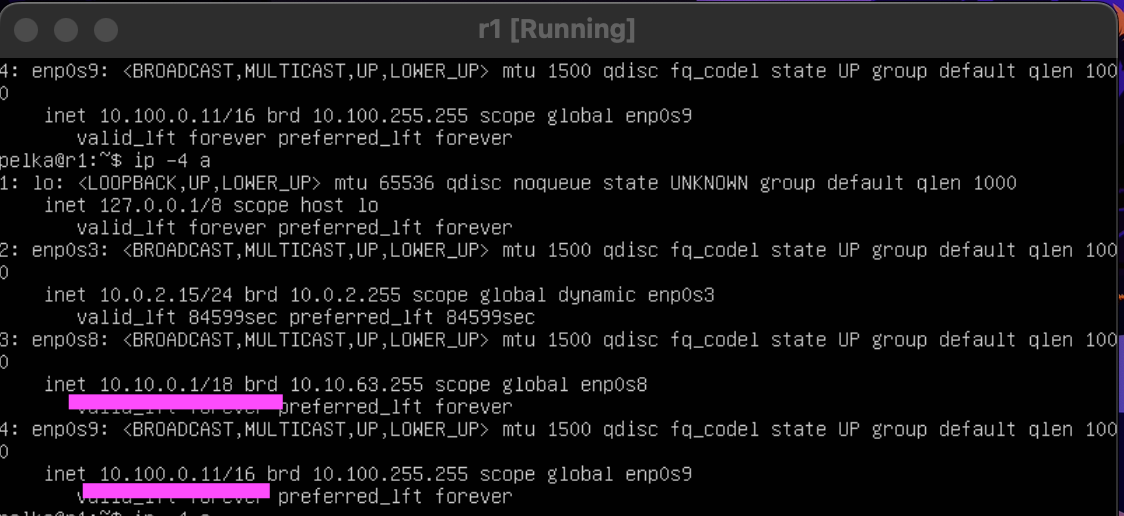 r1 [Running]
4: enp0s9: <BROADCAST,MULTICAST,UP,LOWER_UP> mtu 1500 qdisc fq_codel state UP group default qlen 100
0
inet 10.100.0.11/16 brd 10.100.255.255 scope global enp0s9
valid_lft forever preferred_lft forever
pelka@r1:~$ ip -4 a
1: lo: <LOOPBACK,UP,LOWER_UP> mtu 65536 qdisc noqueue state UNKNOWN group default qlen 1000
inet 127.0.0.1/8 scope host lo
valid_lft forever preferred_lft forever
2: enp0s3: <BROADCAST,MULTICAST,UP,LOWER_UP> mtu 1500 qdisc fq_codel state UP group default qlen 100
0
inet 10.0.2.15/24 brd 10.0.2.255 scope global dynamic enp0s3
valid_lft 84599sec preferred_lft 84599sec
3: enp0s8: <BROADCAST,MULTICAST,UP,LOWER_UP> mtu 1500 qdisc fq_codel state UP group default qlen 100
0
inet 10.10.0.1/18 brd 10.10.63.255 scope global enp0s8
preferred_lft forever
4: enp0s9: <BROADCAST,MULTICAST,UP,LOWER_UP> mtu 1500 qdisc fq_codel state UP group default qlen 100
0
inet 10.100.0.11/16 brd 10.100.255.255 scope global enp0s9
preferred_lft forever
pelka@r1:~$ ip -4 a